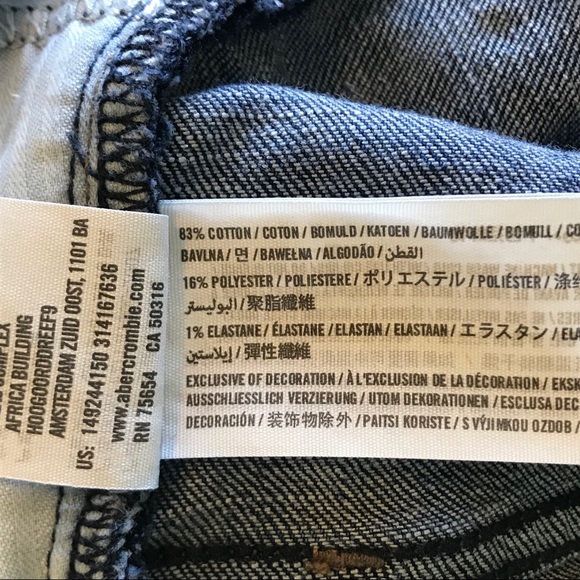 AFRICA BUILDING
HOOGOORDDREEF9
AMSTERDAM ZUID OOST, 1101 BA
US: 149244150 314167636
www.abercrombie.com
RN 75654 CA 50316
83% COTTON / COTON / BOMULD / KATOEN / BAUMWOLLE / BOMULL / CO
BAVLNA / 면 / BAWEŁNA / ALGODÃO / القطن /
16% POLYESTER / POLIESTERE / ポリエステル / POLIÉSTER / 涤纶
البوليستر / 聚脂纖維
1% ELASTANE / ÉLASTANE / ELASTAN / ELASTAAN / エラスタン / ELA
إيلاستين / 彈性纖維
EXCLUSIVE OF DECORATION / À L'EXCLUSION DE LA DÉCORATION / EKSK
AUSSCHLIESSLICH VERZIERUNG / UTOM DEKORATIONEN / ESCLUSA DEC
DECORACIÓN / 装饰物除外 / PAITSI KORISTE / S VÝJIMKOU OZDOB /